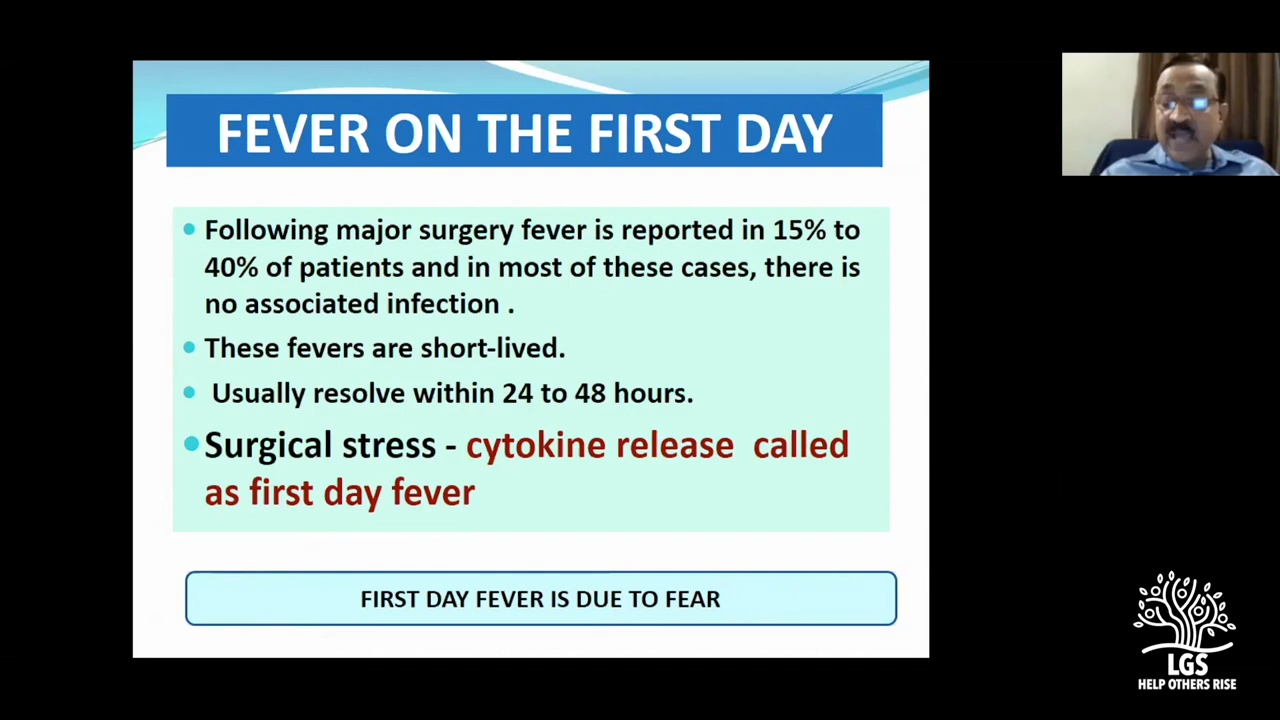 FEVER ON THE FIRST DAY
• Following major surgery fever is reported in 15% to
40% of patients and in most of these cases, there is
no associated infection .
• These fevers are short-lived.
• Usually resolve within 24 to 48 hours.
• Surgical stress - cytokine release called
as first day fever
FIRST DAY FEVER IS DUE TO FEAR
LGS
HELP OTHERS RISE